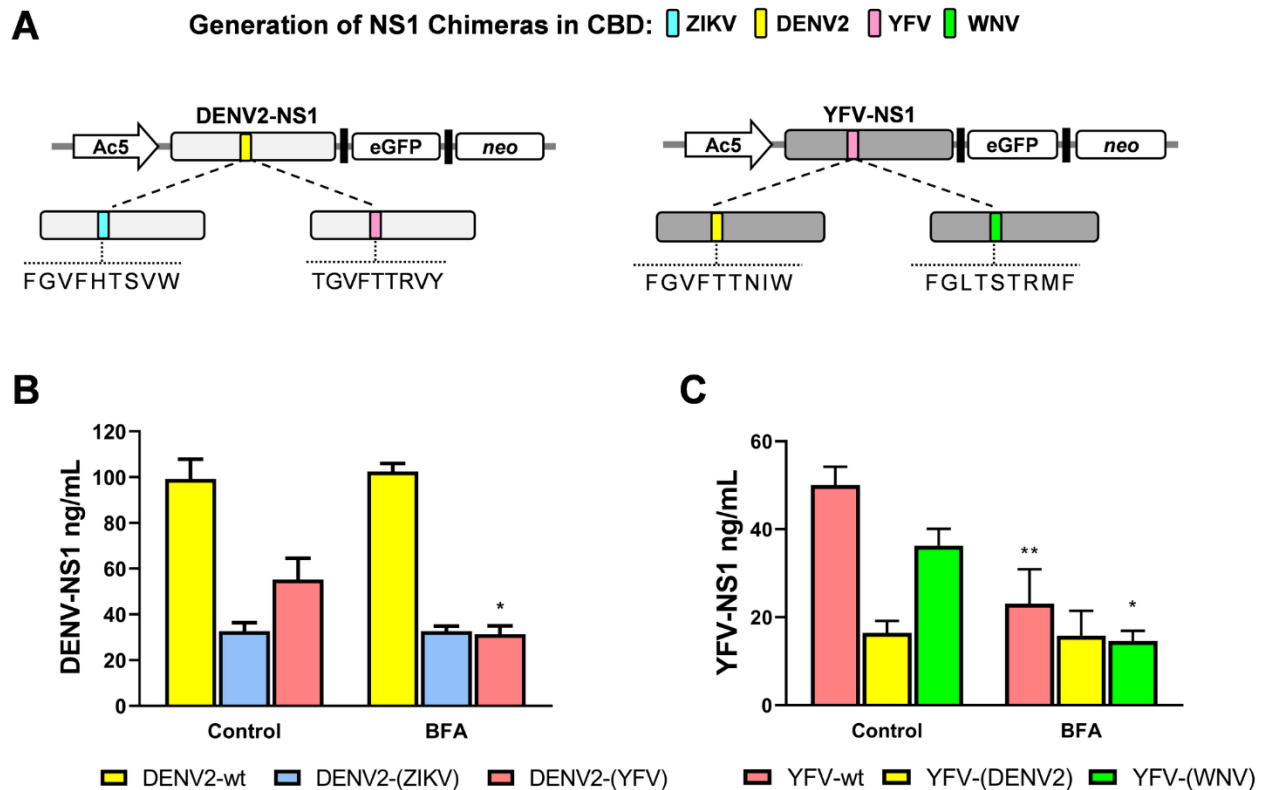 A
Generation of NS1 Chimeras in CBD: ZIKV DENV2 YFV WNV
DENV2-NS1
Ac5 eGFP neo
FGVFHTSVW
TGVFTTRVY
YFV-NS1
Ac5 eGFP neo
FGVFTTNIW
FGLTSTRMF
B
DENV-NS1 ng/mL
120
100
80
60
40
20
0
*
Control BFA
DENV2-wt DENV2-(ZIKV) DENV2-(YFV)
C
YFV-NS1 ng/mL
60
40
20
0
**
*
Control BFA
YFV-wt YFV-(DENV2) YFV-(WNV)